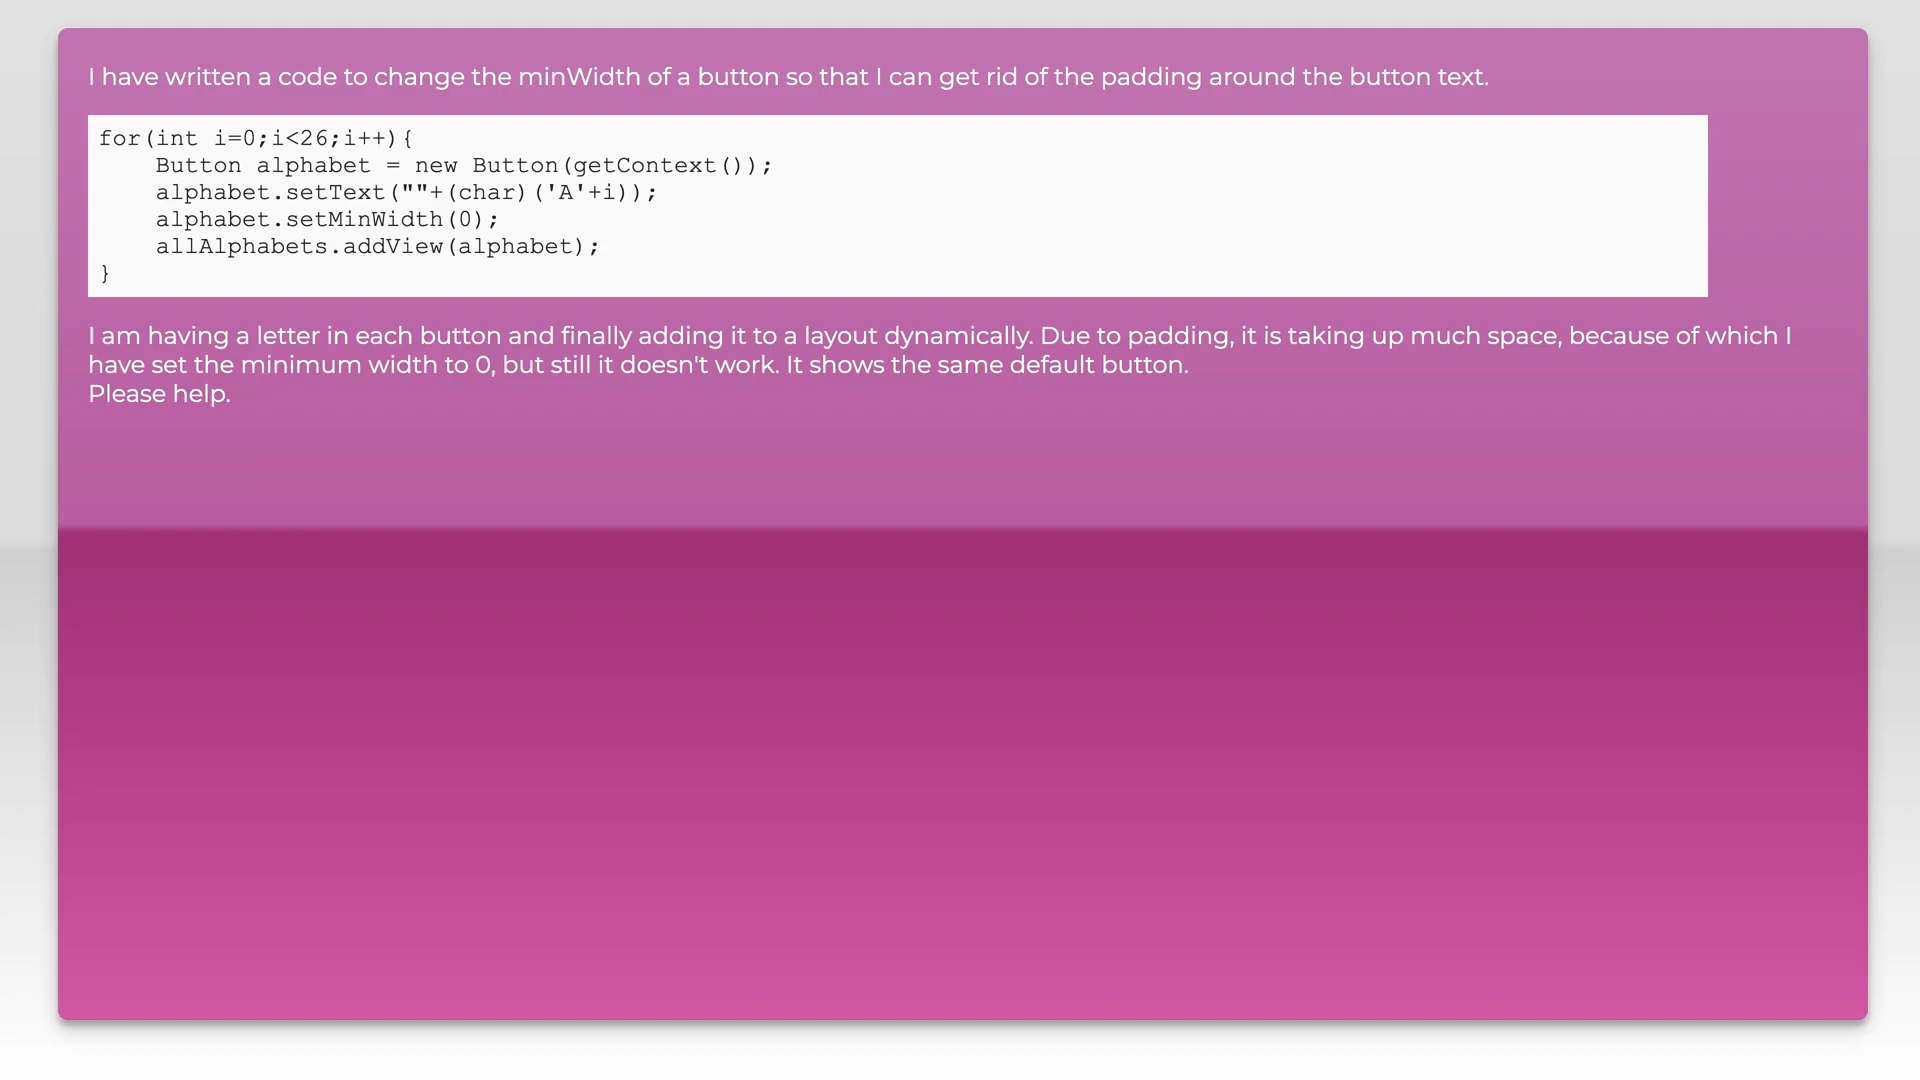 I have written a code to change the minWidth of a button so that I can get rid of the padding around the button text.
for(int i=0;i<26;i++){
    Button alphabet = new Button(getContext());
    alphabet.setText(""+(char)('A'+i));
    alphabet.setMinWidth(0);
    allAlphabets.addView(alphabet);
}
I am having a letter in each button and finally adding it to a layout dynamically. Due to padding, it is taking up much space, because of which I
have set the minimum width to 0, but still it doesn't work. It shows the same default button.
Please help.